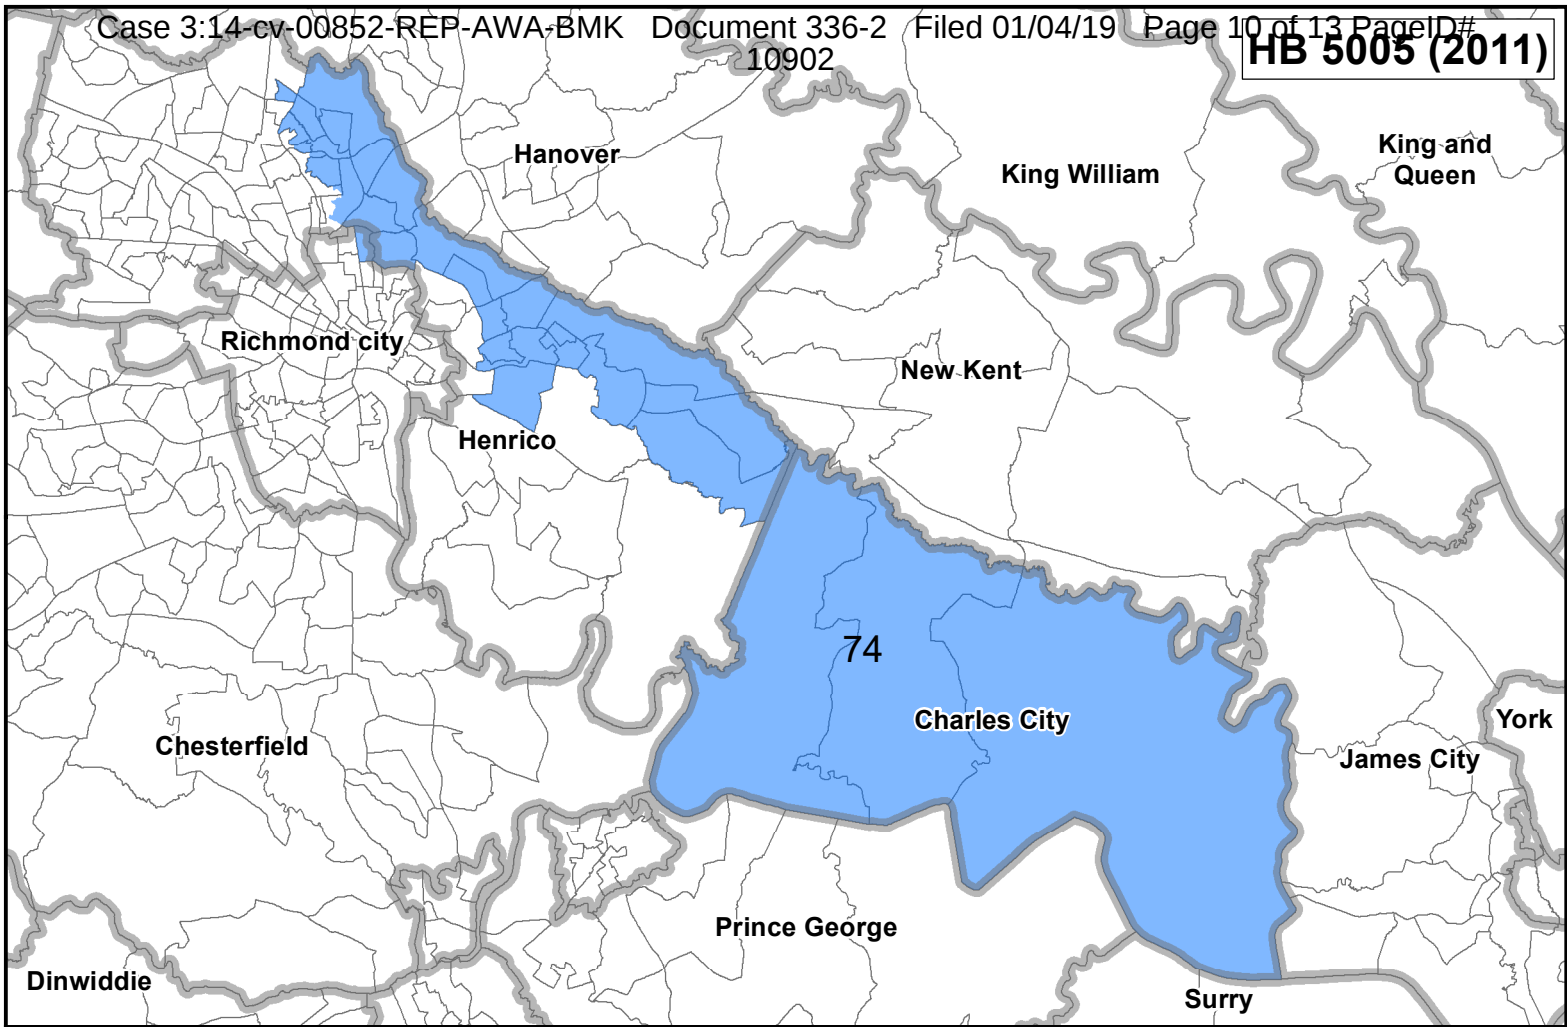 Case 3:14-cv-00852-REP-AWA-BMK Document 336-2 Filed 01/04/19 Page 10 of 13 PageID#
10902
HB 5005 (2011)
Hanover
King William
King and
Queen
Richmond city
New Kent
Henrico
74
Charles City
Chesterfield
York
James City
Prince George
Dinwiddie
Surry